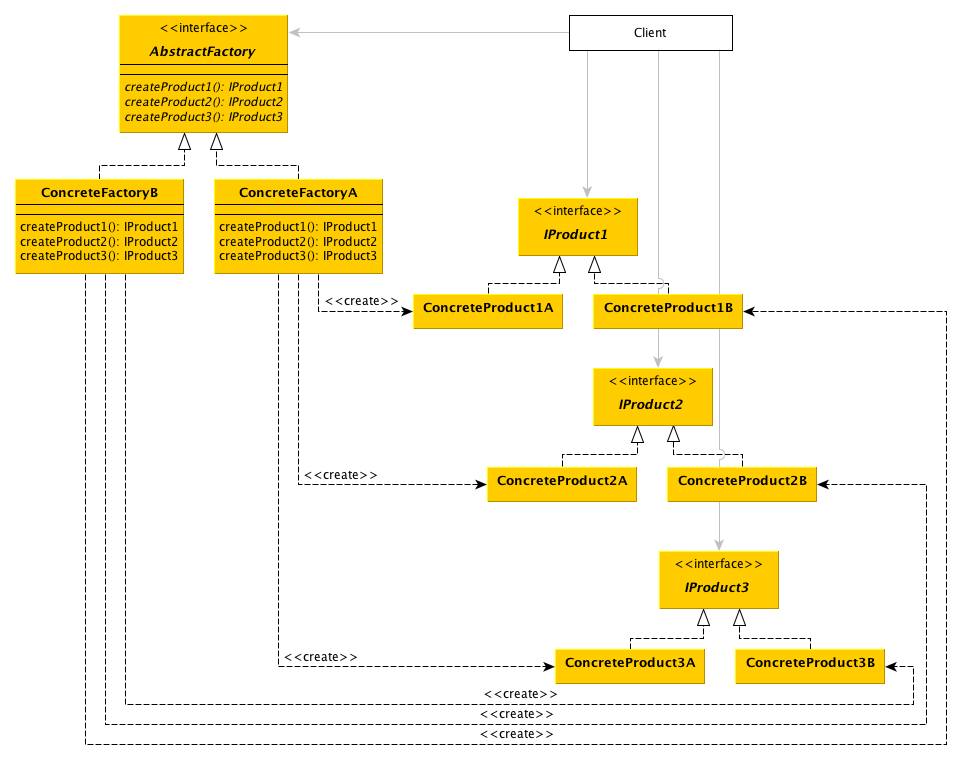 <<interface>>
AbstractFactory
createProduct1(): IProduct1
createProduct2(): IProduct2
createProduct3(): IProduct3
Client
ConcreteFactoryB
createProduct1(): IProduct1
createProduct2(): IProduct2
createProduct3(): IProduct3
ConcreteFactoryA
createProduct1(): IProduct1
createProduct2(): IProduct2
createProduct3(): IProduct3
<<interface>>
IProduct1
<<create>>
ConcreteProduct1A
ConcreteProduct1B
<<interface>>
IProduct2
<<create>>
ConcreteProduct2A
ConcreteProduct2B
<<interface>>
IProduct3
<<create>>
ConcreteProduct3A
ConcreteProduct3B
<<create>>
<<create>>
<<create>>